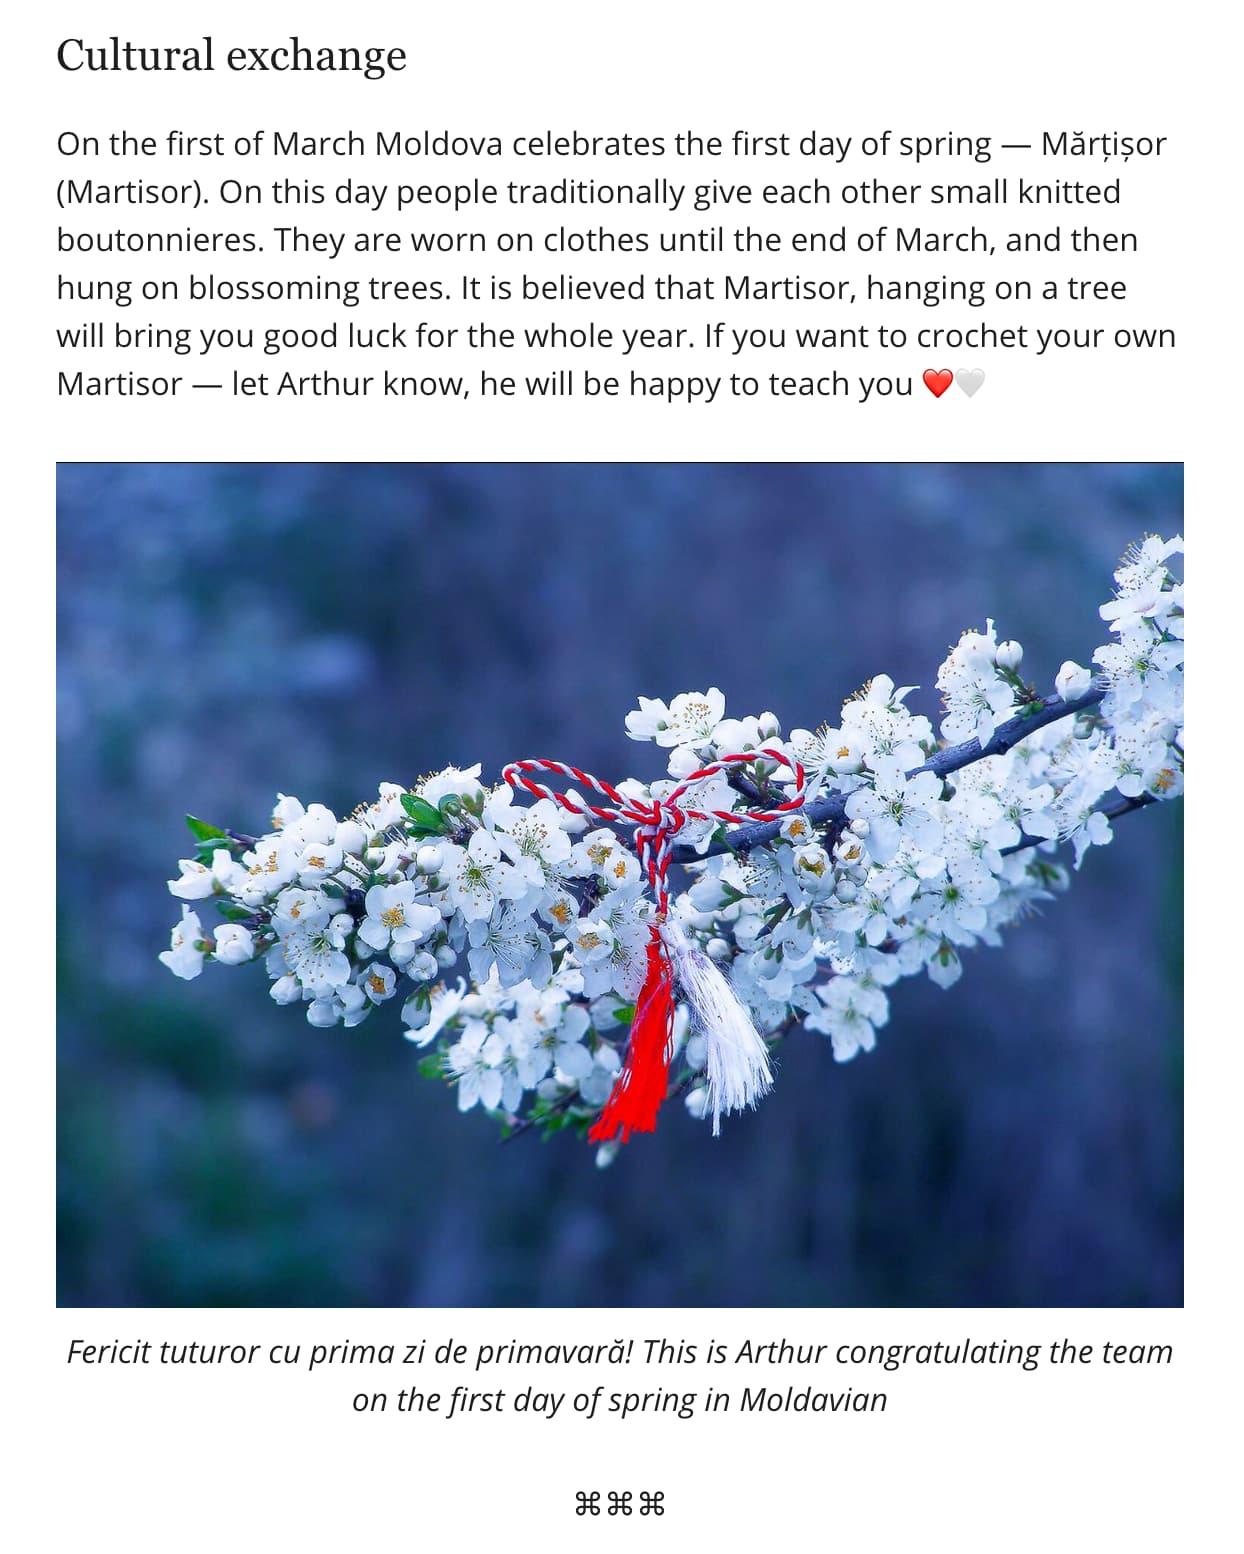 Cultural exchange
On the first of March Moldova celebrates the first day of spring — Mărțișor
(Martisor). On this day people traditionally give each other small knitted
boutonnieres. They are worn on clothes until the end of March, and then
hung on blossoming trees. It is believed that Martisor, hanging on a tree
will bring you good luck for the whole year. If you want to crochet your own
Martisor — let Arthur know, he will be happy to teach you ❤️🤍
Fericit tuturor cu prima zi de primavară! This is Arthur congratulating the team
on the first day of spring in Moldavian
⌘⌘⌘